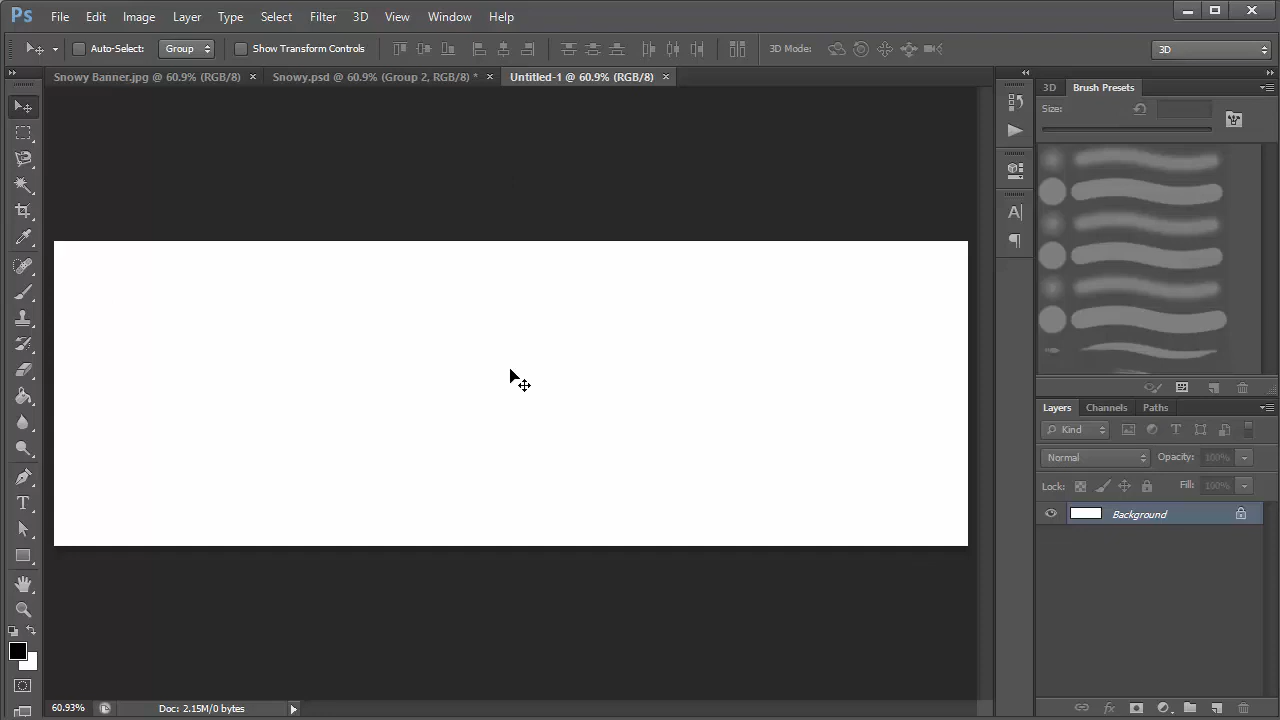 Ps File Edit Image Layer Type Select Filter 3D View Window Help
Auto-Select: Group Show Transform Controls 3D Mode: 3D
Snowy Banner.jpg @ 60.9% (RGB/8) × Snowy.psd @ 60.9% (Group 2, RGB/8) * × Untitled-1 @ 60.9% (RGB/8) ×
3D Brush Presets
Size:
Layers Channels Paths
Kind
Normal Opacity: 100%
Lock: Fill: 100%
Background
60.93% Doc: 2.15M/0 bytes